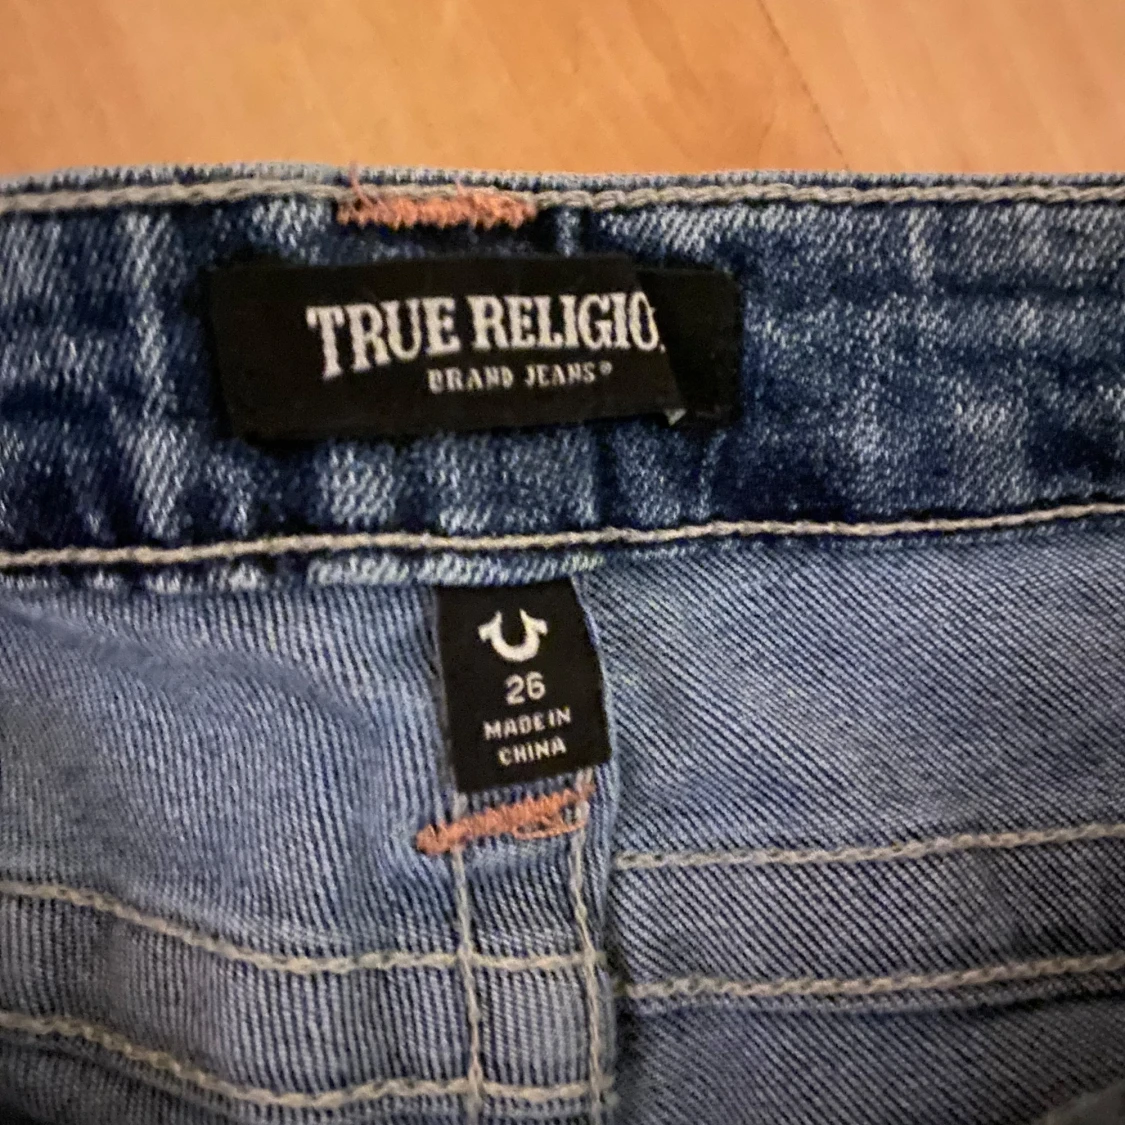 TRUE RELIGIO
BRAND JEANS®
26
MADE IN
CHINA